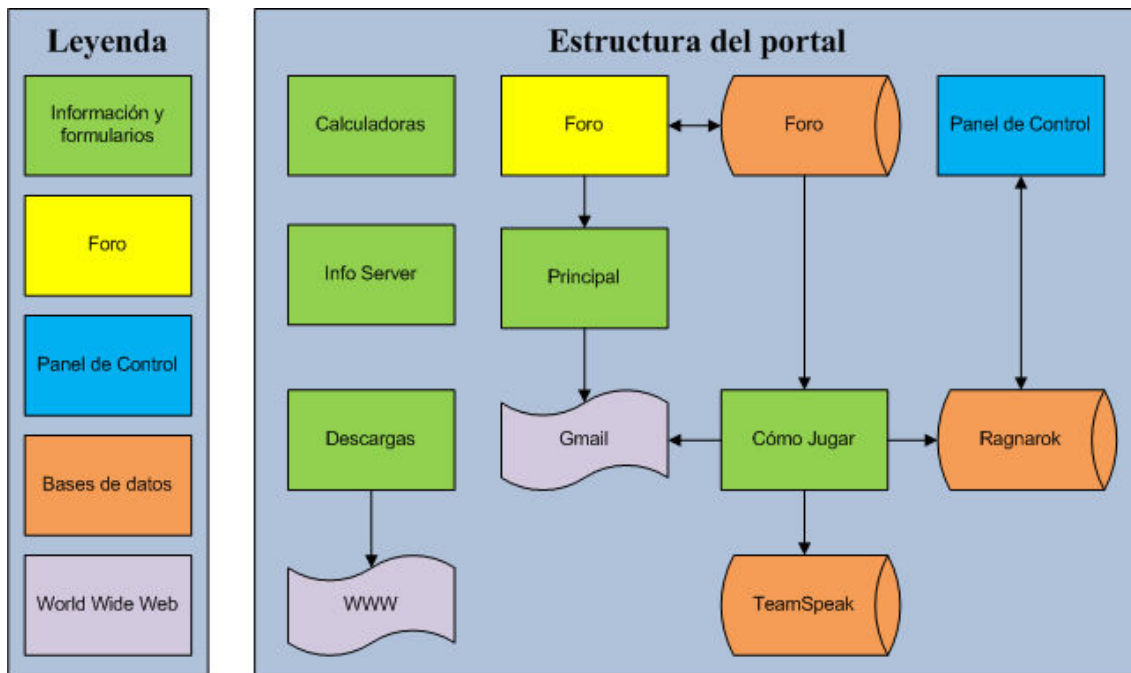 Leyenda
Información y
formularios
Foro
Panel de Control
Bases de datos
World Wide Web
Estructura del portal
Calculadoras
Foro
Foro
Panel de Control
Info Server
Principal
Descargas
Gmail
Cómo Jugar
Ragnarok
WWW
TeamSpeak